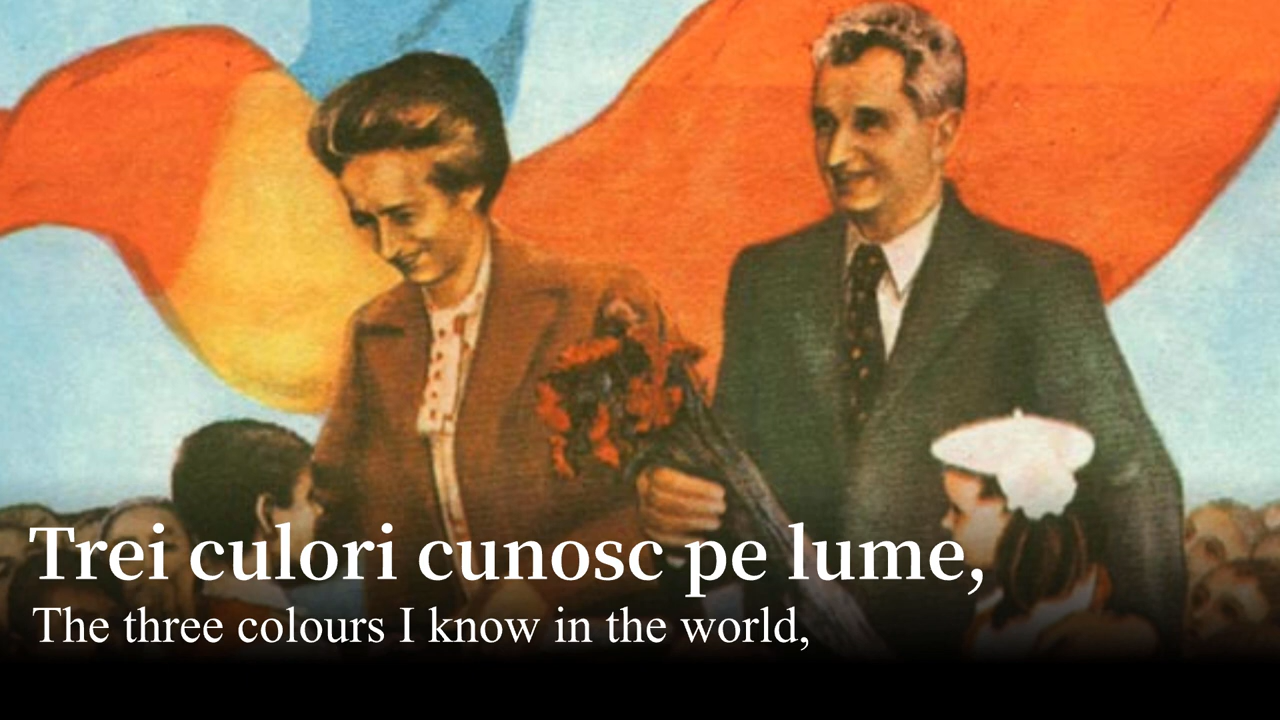 Trei culori cunosc pe lume,
The three colours I know in the world,